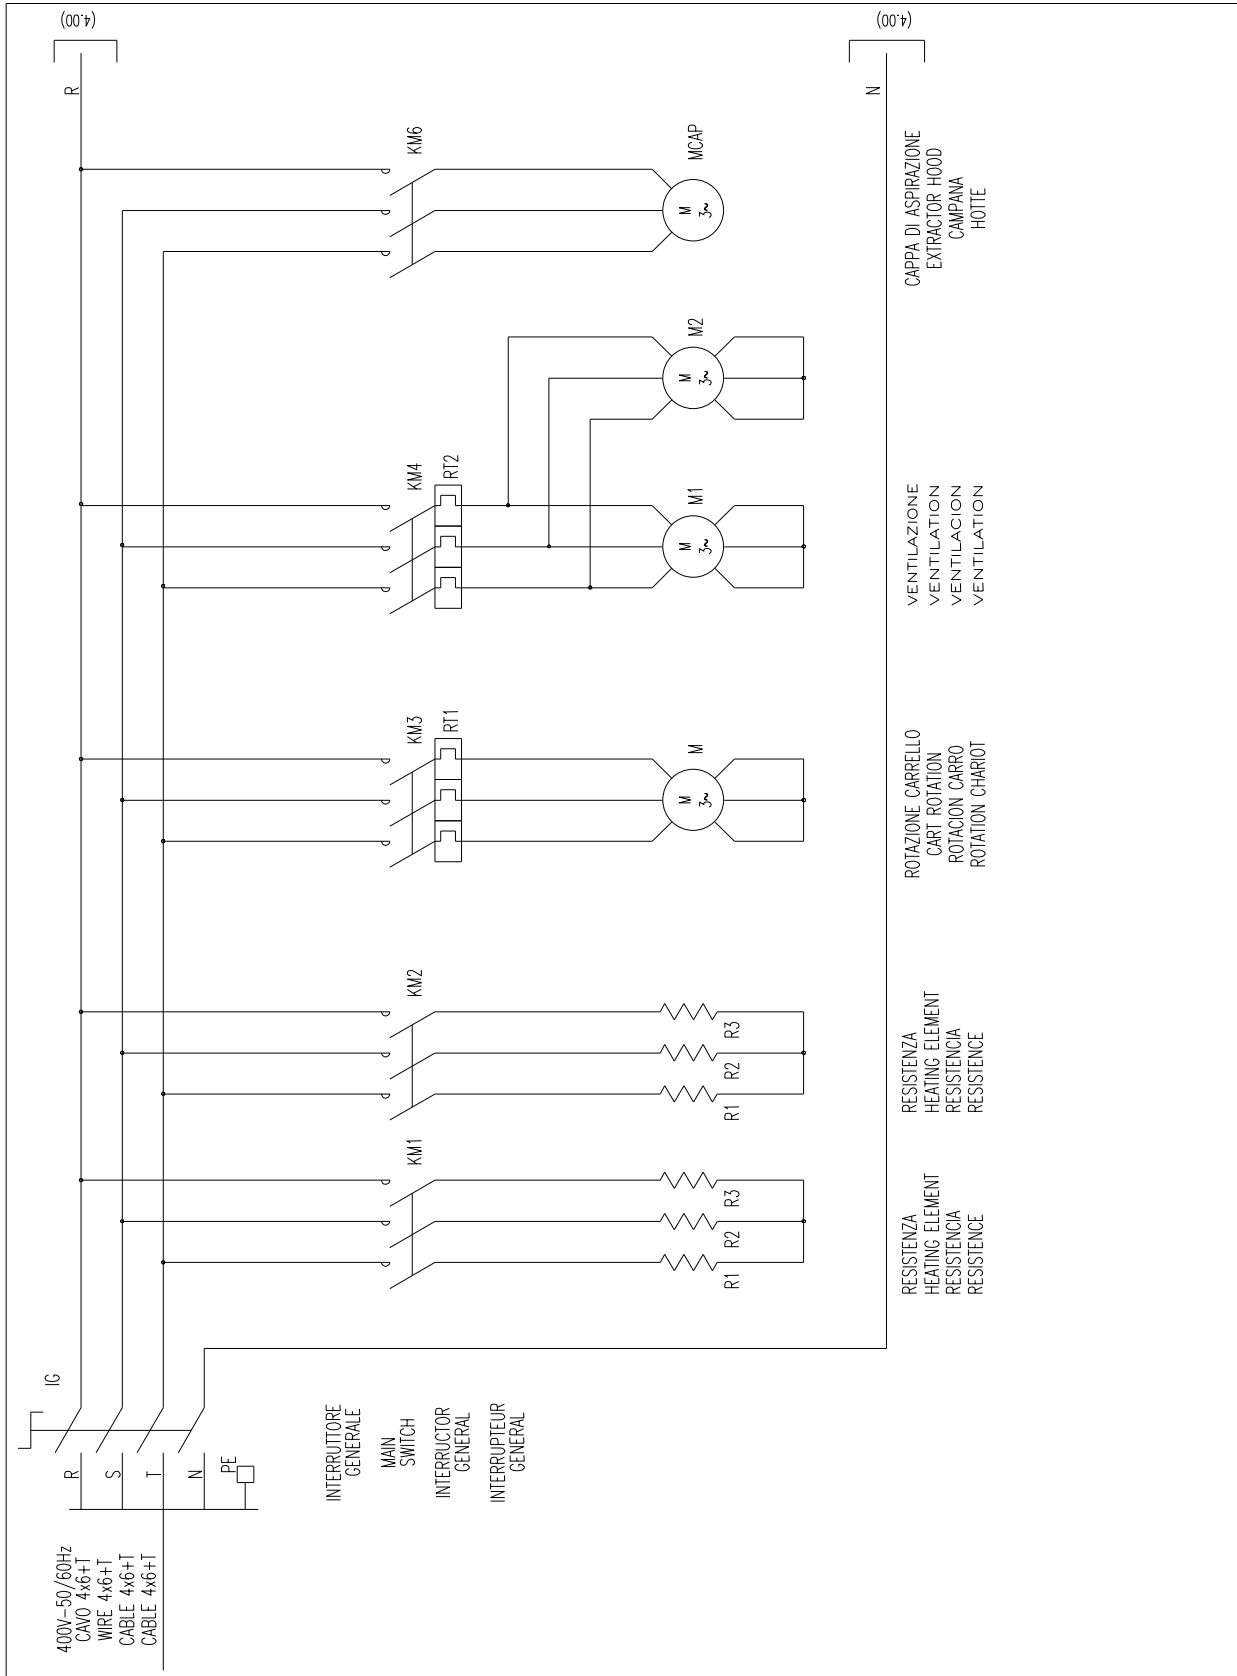 400V-50/60Hz
CAVO 4x6+T
WIRE 4x6+T
CABLE 4x6+T
CABLE 4x6+T
R
S
T
N
PE
IG
INTERRUTTORE
GENERALE
MAIN
SWITCH
INTERRUCTOR
GENERAL
INTERRUPTEUR
GENERAL
KM1
R1
R2
R3
RESISTENZA
HEATING ELEMENT
RESISTENCIA
RESISTENCE
KM2
R1
R2
R3
RESISTENZA
HEATING ELEMENT
RESISTENCIA
RESISTENCE
KM3
RT1
M
M
3~
ROTAZIONE CARRELLO
CART ROTATION
ROTACION CARRO
ROTATION CHARIOT
KM4
RT2
M1
M
3~
M2
M
3~
VENTILAZIONE
VENTILATION
VENTILACION
VENTILATION
KM6
MCAP
M
3~
CAPPA DI ASPIRAZIONE
EXTRACTOR HOOD
CAMPANA
HOTTE
R
(4.00)
N
(4.00)